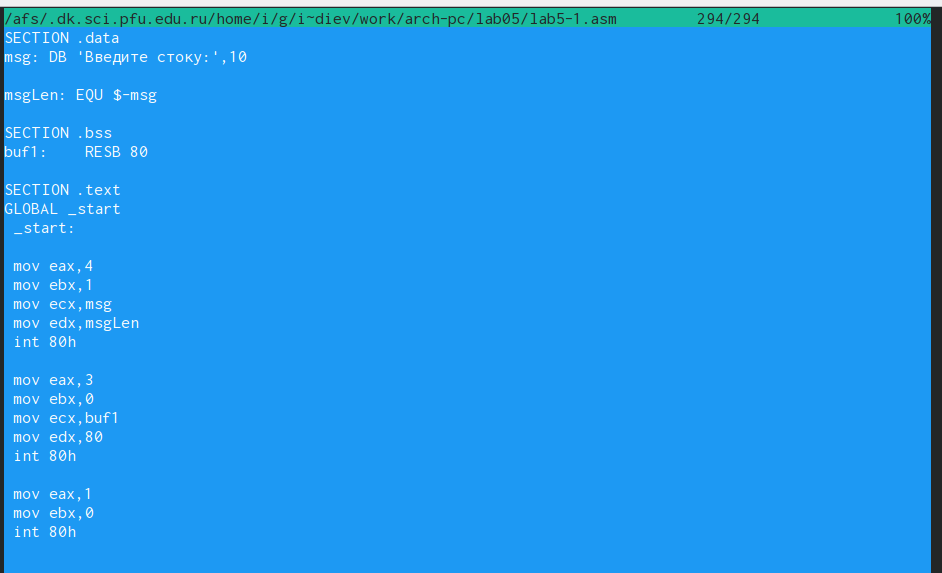 /afs/.dk.sci.pfu.edu.ru/home/i/g/i~diev/work/arch-pc/lab05/lab5-1.asm 294/294 100%
SECTION .data
msg: DB 'Введите стоку:',10
msgLen: EQU $-msg
SECTION .bss
buf1: RESB 80
SECTION .text
GLOBAL _start
_start:
mov eax,4
mov ebx,1
mov ecx,msg
mov edx,msgLen
int 80h
mov eax,3
mov ebx,0
mov ecx,buf1
mov edx,80
int 80h
mov eax,1
mov ebx,0
int 80h